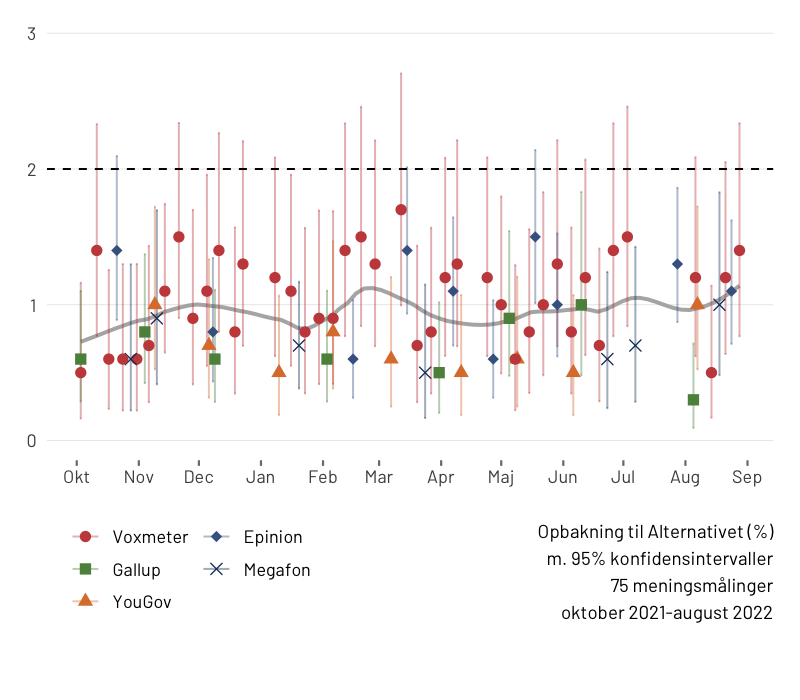 3
2
1
0
Okt Nov Dec Jan Feb Mar Apr Maj Jun Jul Aug Sep
Voxmeter Epinion
Gallup Megafon
YouGov
Opbakning til Alternativet (%)
m. 95% konfidensintervaller
75 meningsmålinger
oktober 2021-august 2022